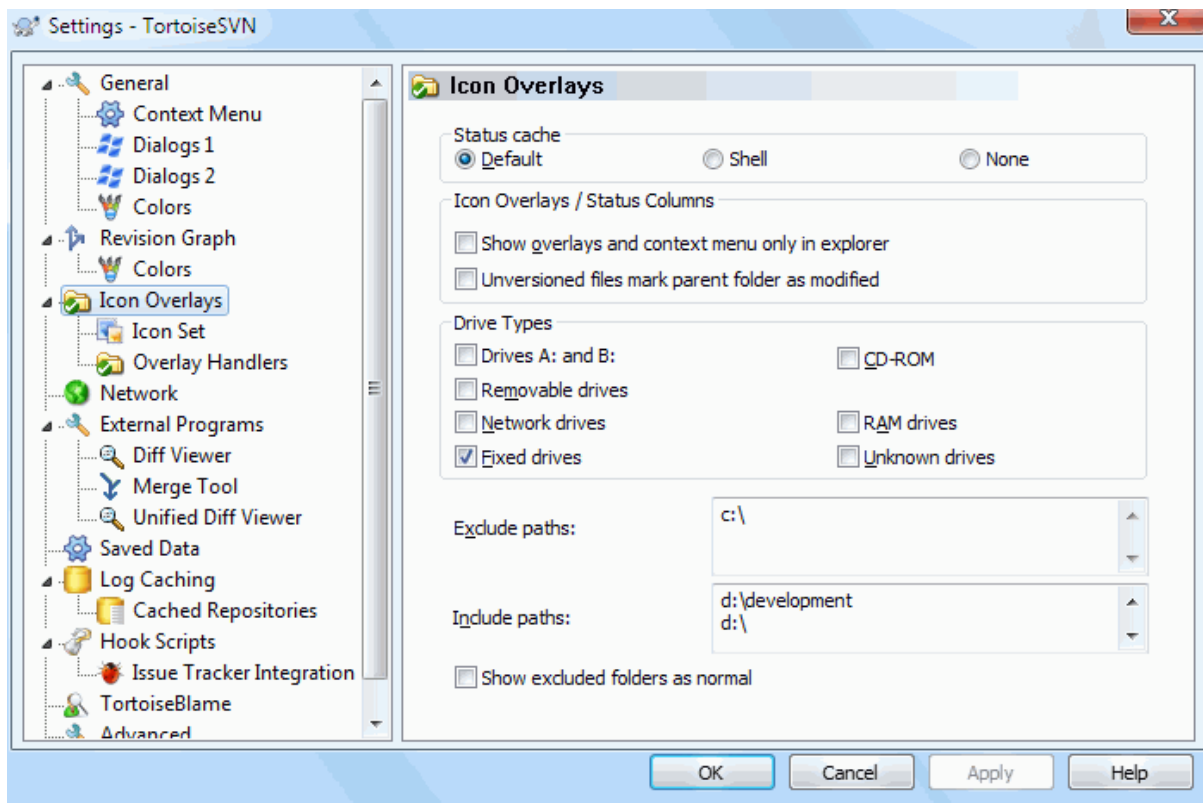 Settings - TortoiseSVN
General
Context Menu
Dialogs 1
Dialogs 2
Colors
Revision Graph
Colors
Icon Overlays
Icon Set
Overlay Handlers
Network
External Programs
Diff Viewer
Merge Tool
Unified Diff Viewer
Saved Data
Log Caching
Cached Repositories
Hook Scripts
Issue Tracker Integration
TortoiseBlame
Advanced
Icon Overlays
Status cache
Default Shell None
Icon Overlays / Status Columns
Show overlays and context menu only in explorer
Unversioned files mark parent folder as modified
Drive Types
Drives A: and B: CD-ROM
Removable drives
Network drives RAM drives
Fixed drives Unknown drives
Exclude paths: c:\
Include paths: d:\development
d:\
Show excluded folders as normal
OK Cancel Apply Help